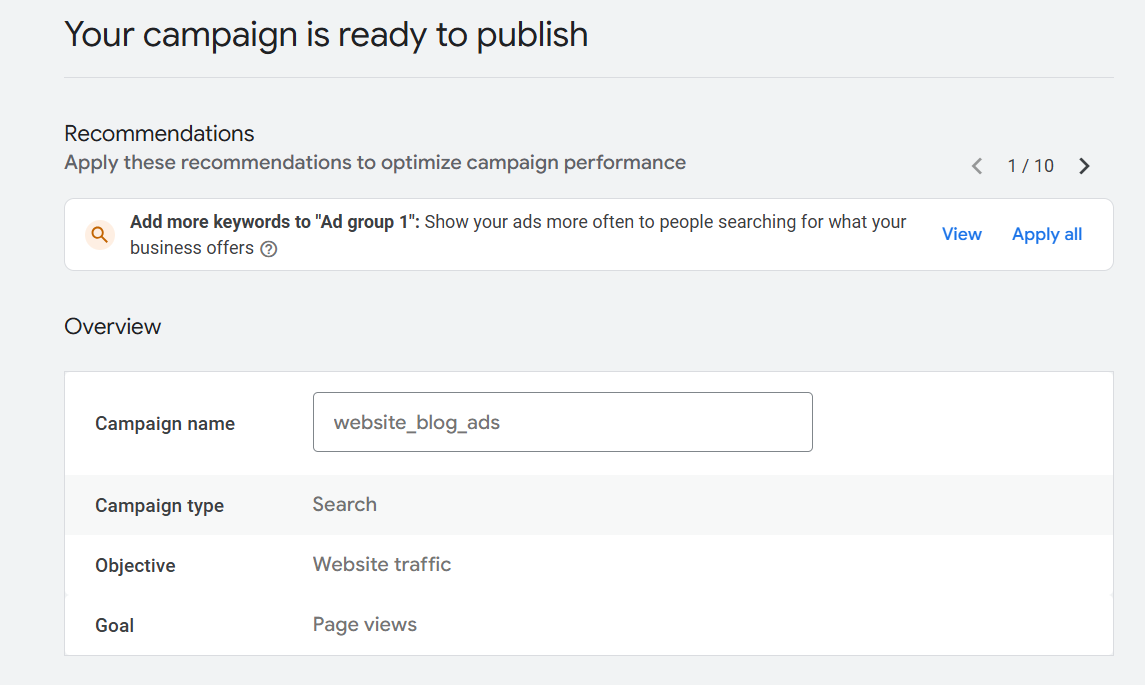 Your campaign is ready to publish
Recommendations
Apply these recommendations to optimize campaign performance
1 / 10
Add more keywords to "Ad group 1": Show your ads more often to people searching for what your
business offers
View
Apply all
Overview
Campaign name
website_blog_ads
Campaign type
Search
Objective
Website traffic
Goal
Page views